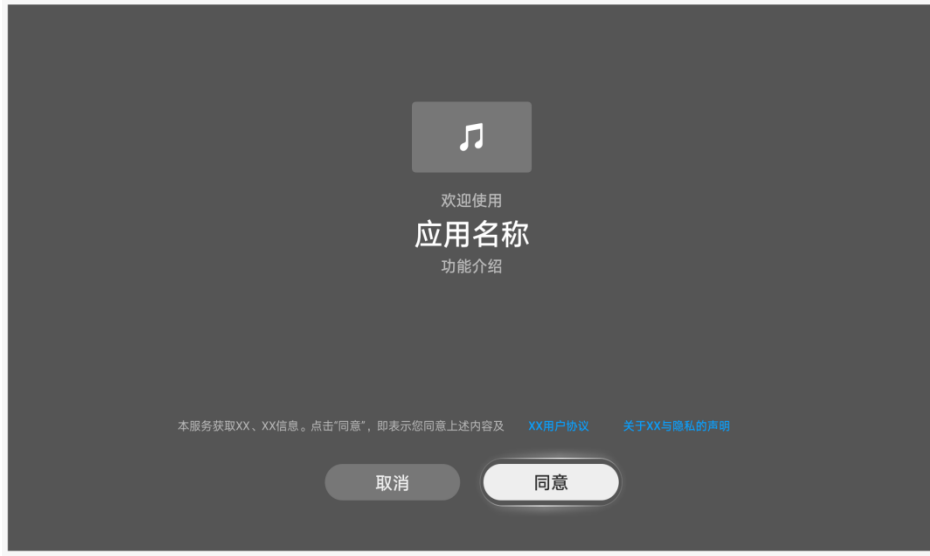 欢迎使用
应用名称
功能介绍
本服务获取XX、XX信息。点击“同意”，即表示您同意上述内容及 XX用户协议 关于XX与隐私的声明
取消 同意